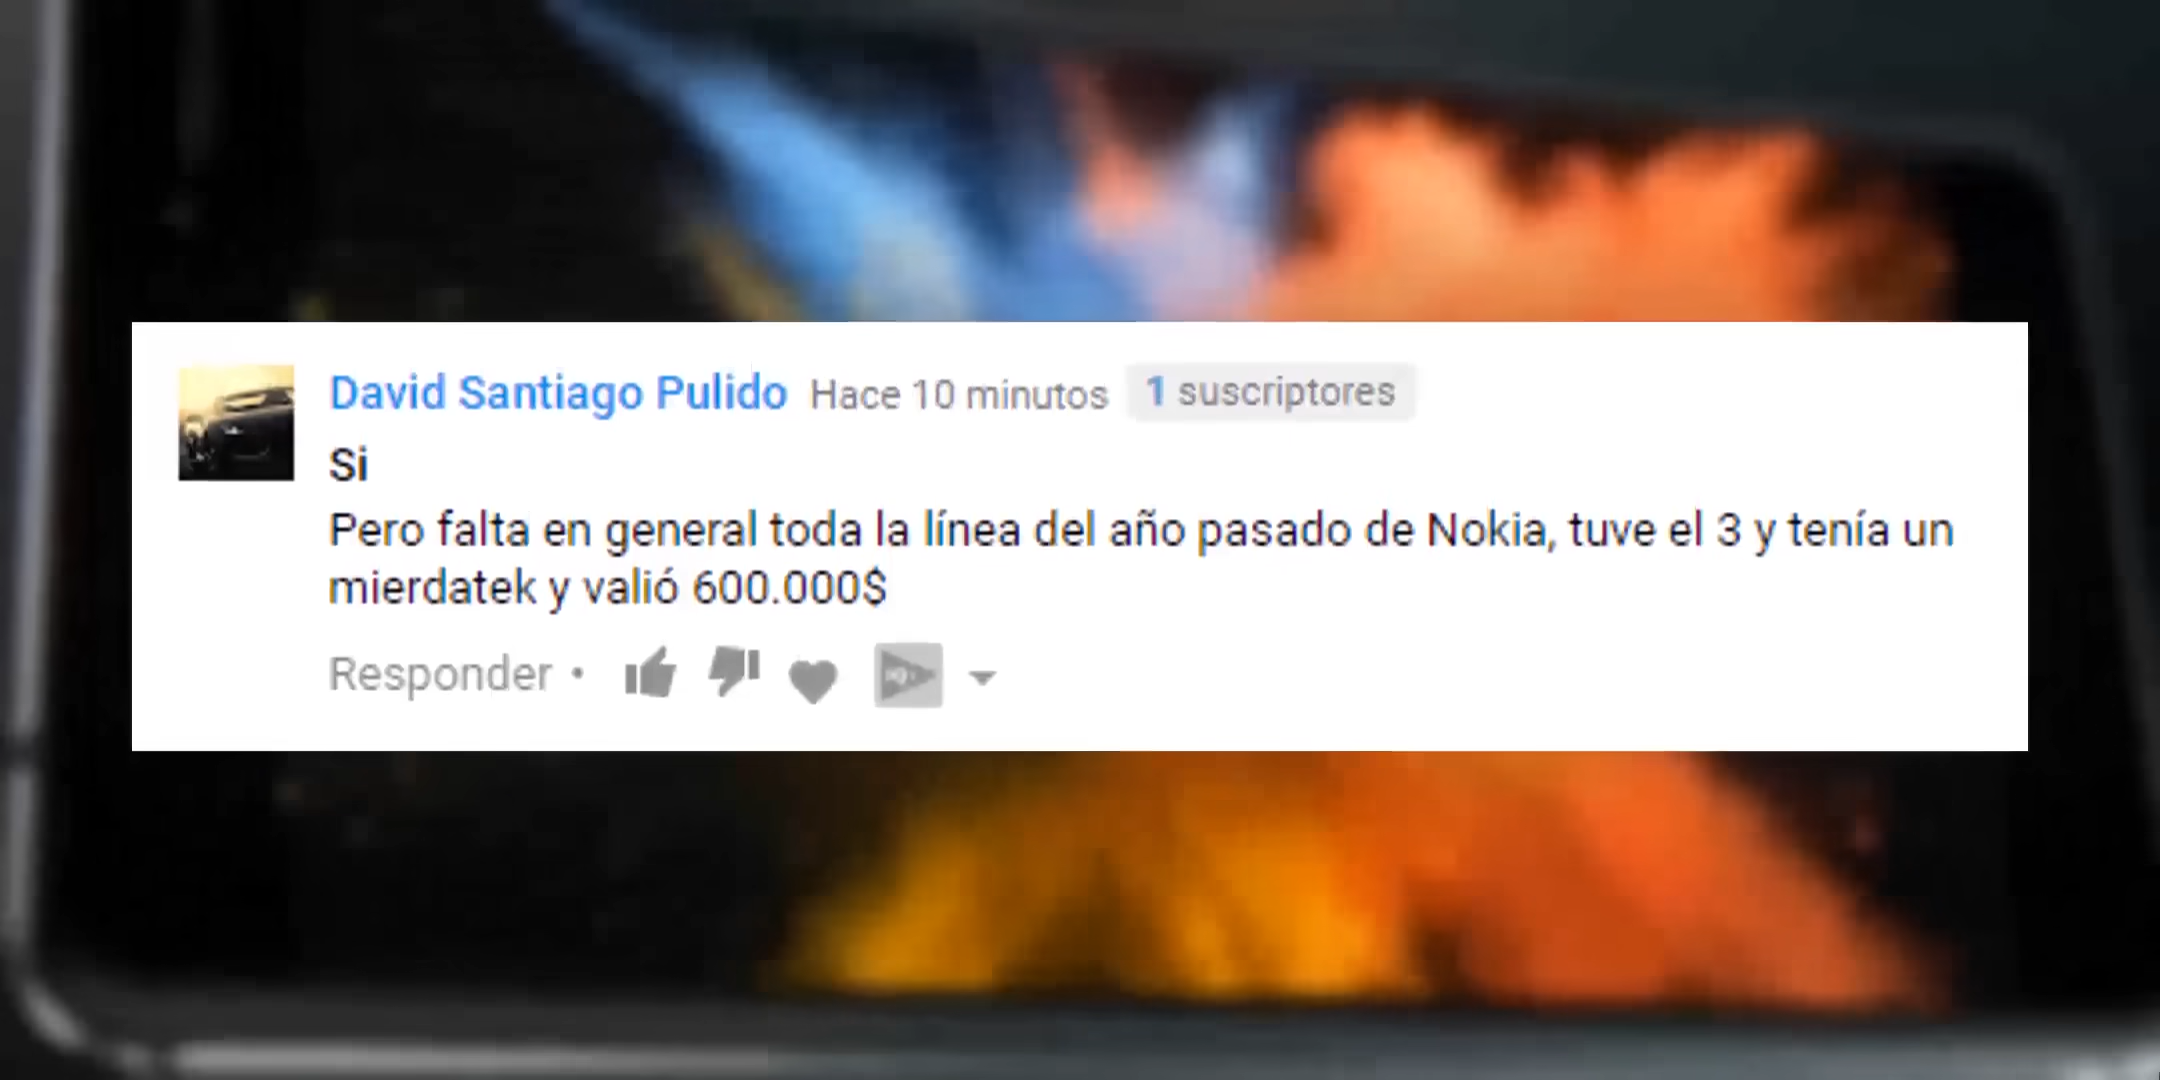 David Santiago Pulido Hace 10 minutos 1 suscriptores
Si
Pero falta en general toda la línea del año pasado de Nokia, tuve el 3 y tenía un
mierdatek y valió 600.000$
Responder •